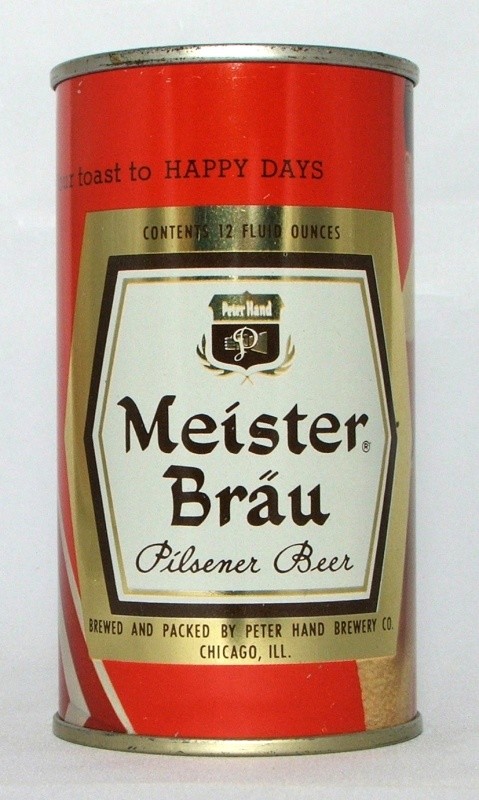 toast to HAPPY DAYS
CONTENTS 12 FLUID OUNCES
Peter Hand
P
Meister®
Bräu
Pilsener Beer
BREWED AND PACKED BY PETER HAND BREWERY CO.
CHICAGO, ILL.